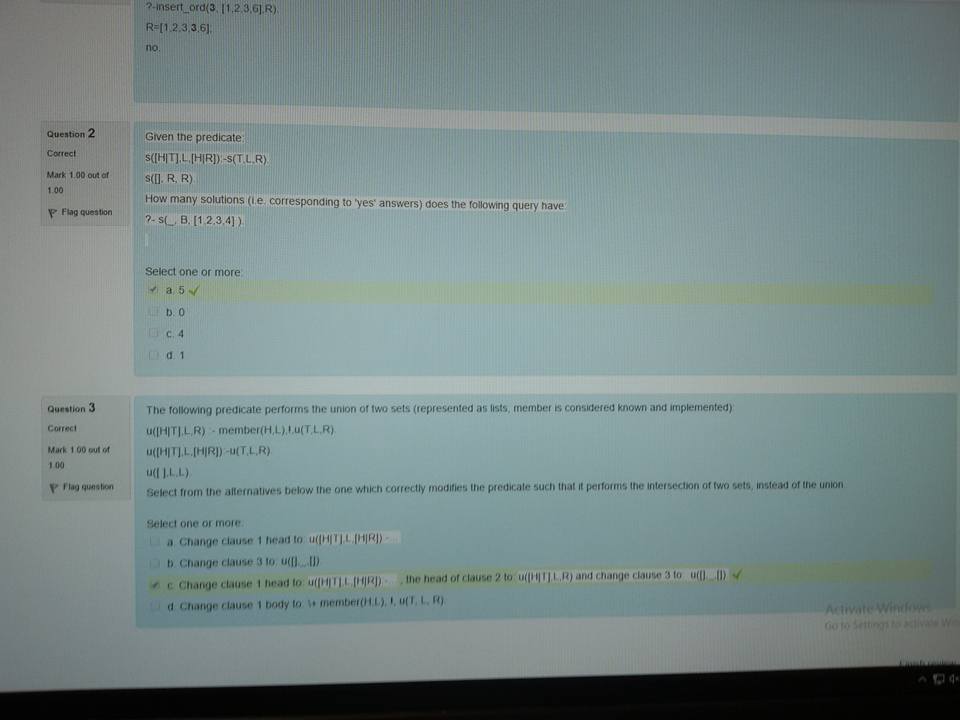 ?-insert_ord(3, [1,2,3,6],R).
R=[1,2,3,3,6];
no.
Question 2
Correct
Mark 1.00 out of
1.00
Flag question
Given the predicate:
s([H|T],L,[H|R]):-s(T,L,R).
s([], R, R).
How many solutions (i.e. corresponding to 'yes' answers) does the following query have:
?- s(_, B, [1,2,3,4] ).
Select one or more:
a. 5
b. 0
c. 4
d. 1
Question 3
Correct
Mark 1.00 out of
1.00
Flag question
The following predicate performs the union of two sets (represented as lists, member is considered known and implemented):
u([H|T],L,R) :- member(H,L),!,u(T,L,R).
u([H|T],L,[H|R]):-u(T,L,R).
u([ ],L,L).
Select from the alternatives below the one which correctly modifies the predicate such that it performs the intersection of two sets, instead of the union.
Select one or more:
a. Change clause 1 head to: u([H|T],L,[H|R]):-...
b. Change clause 3 to: u([],_,[])
c. Change clause 1 head to: u([H|T],L,[H|R]):-... , the head of clause 2 to: u([H|T],L,R) and change clause 3 to: u([],_,[])
d. Change clause 1 body to: \+ member(H,L), !, u(T, L, R).
Activate Windows
Go to Settings to activate